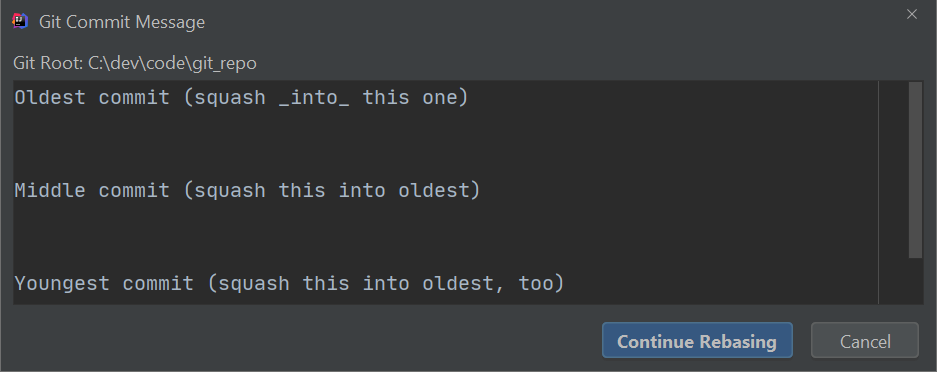 Git Commit Message
Git Root: C:\dev\code\git_repo
Oldest commit (squash _into_ this one)
Middle commit (squash this into oldest)
Youngest commit (squash this into oldest, too)
Continue Rebasing
Cancel